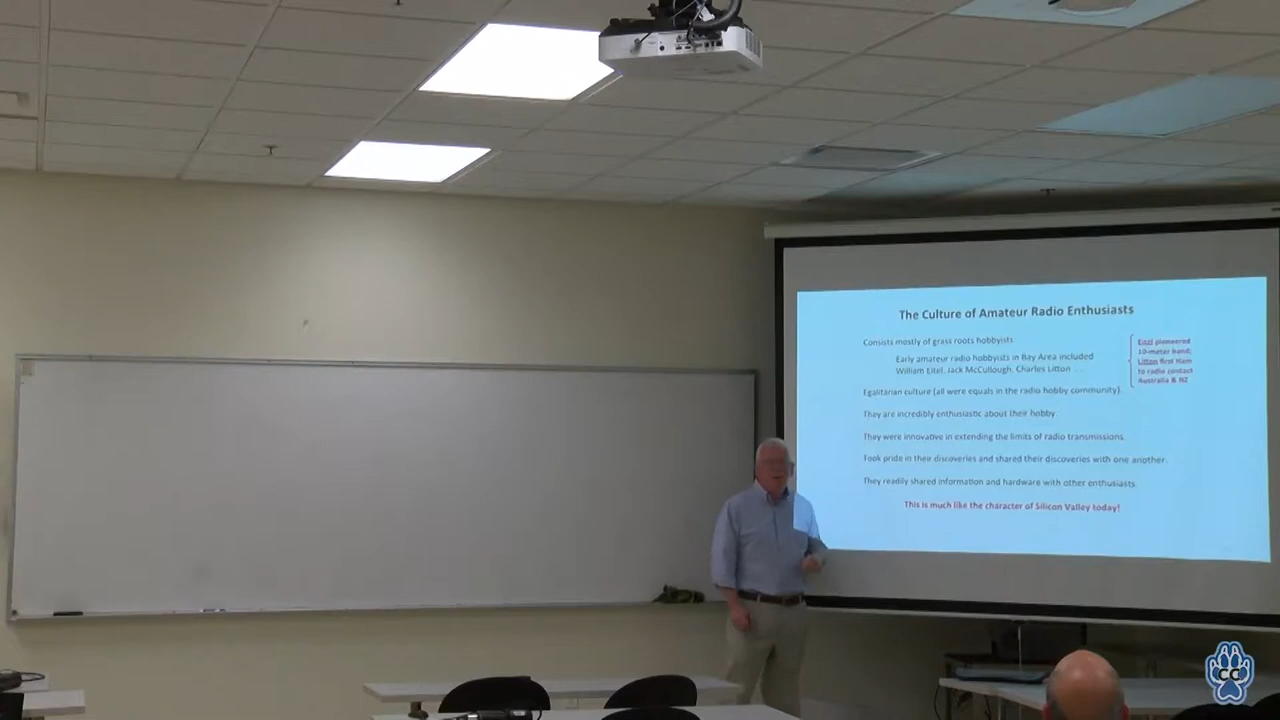 The Culture of Amateur Radio Enthusiasts
Consists mostly of grass roots hobbyists
Early amateur radio hobbyists in Bay Area included
William Eitel, Jack McCullough, Charles Litton ...
Eitel pioneered
10-meter band;
Litton first Ham
to radio contact
Australia & NZ
Egalitarian culture (all were equals in the radio hobby community).
They are incredibly enthusiastic about their hobby.
They were innovative in extending the limits of radio transmissions.
Took pride in their discoveries and shared their discoveries with one another.
They readily shared information and hardware with other enthusiasts.
This is much like the character of Silicon Valley today!
CC